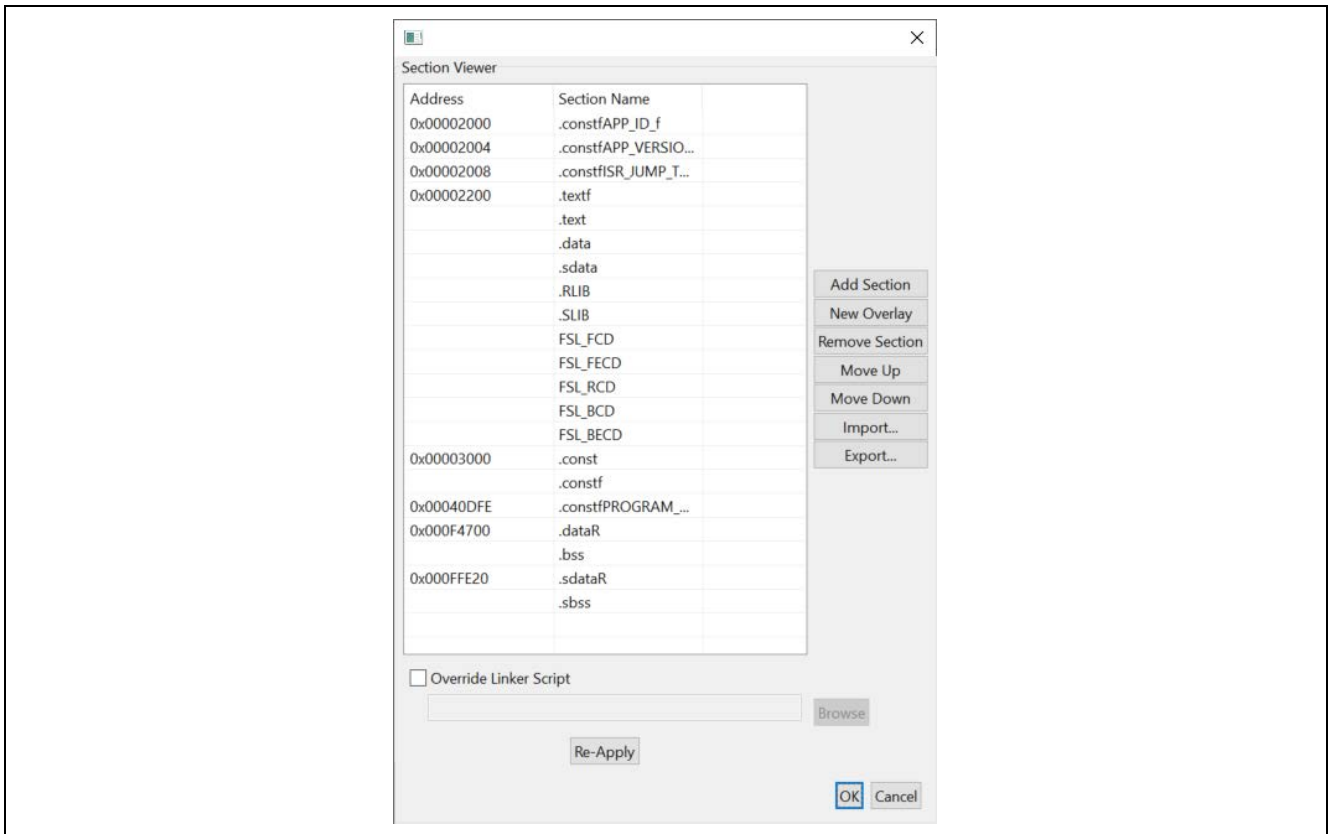 Section Viewer
Address Section Name
0x00002000 .constfAPP_ID_f
0x00002004 .constfAPP_VERSIO...
0x00002008 .constfISR_JUMP_T...
0x00002200 .textf
.text
.data
.sdata
.RLIB
.SLIB
FSL_FCD
FSL_FECD
FSL_RCD
FSL_BCD
FSL_BECD
0x00003000 .const
.constf
0x00040DFE .constfPROGRAM_...
0x000F4700 .dataR
.bss
0x000FFE20 .sdataR
.sbss
Add Section
New Overlay
Remove Section
Move Up
Move Down
Import...
Export...
Override Linker Script
Browse
Re-Apply
OK Cancel